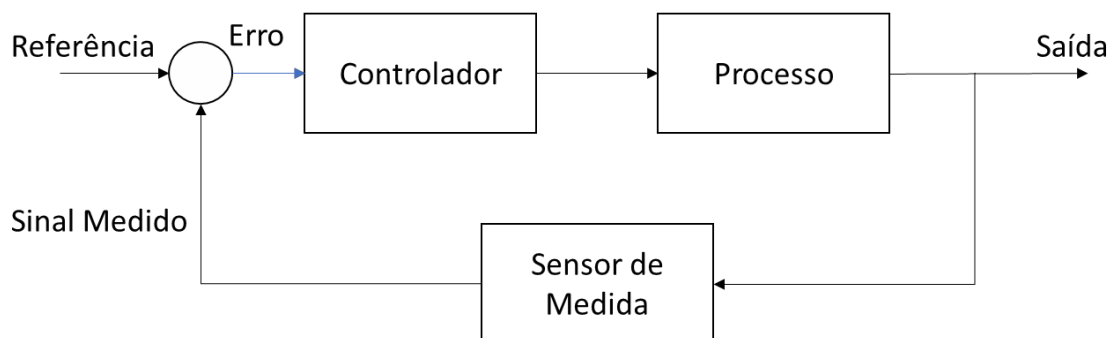 Referência
Erro
Controlador
Processo
Saída
Sinal Medido
Sensor de
Medida